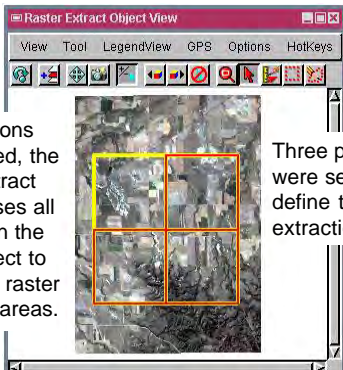 Raster Extract Object View
View Tool LegendView GPS Options HotKeys
ons
ed, the
tract
ses all
n the
ect to
raster
areas.
Three p
were se
define t
extracti